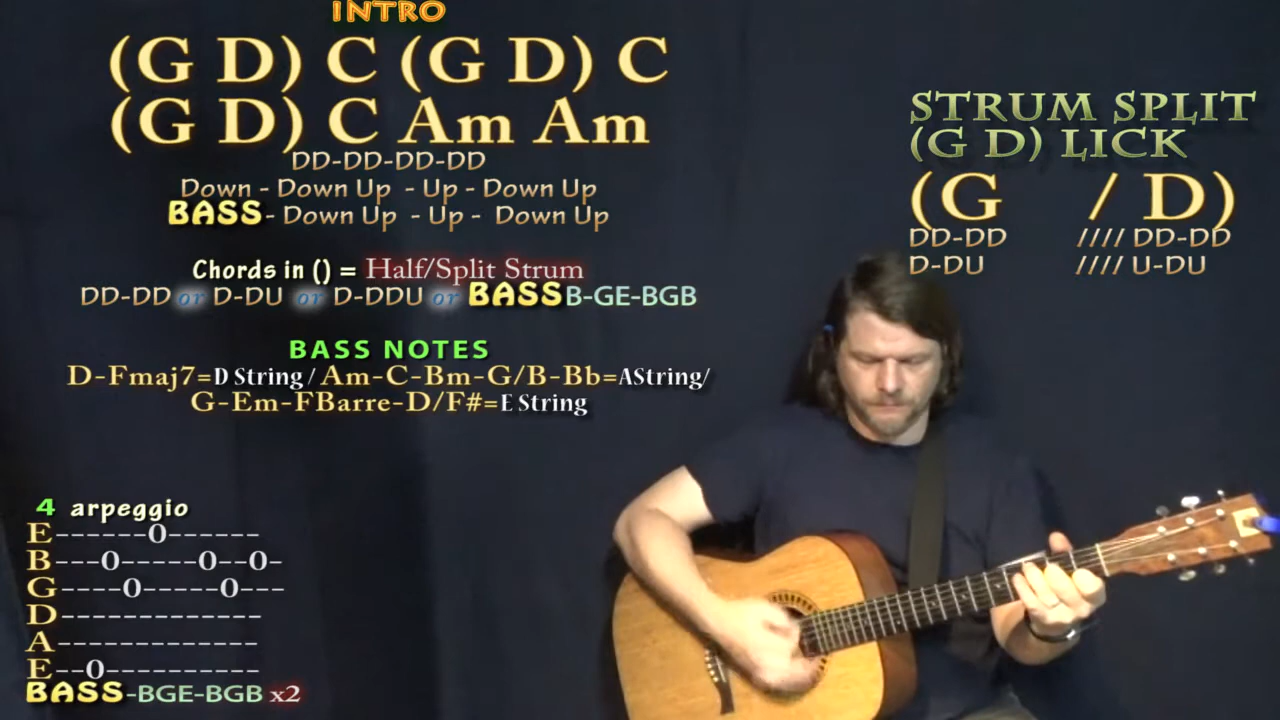 INTRO
(G D) C (G D) C
(G D) C Am Am
DD-DD-DD-DD
Down - Down Up - Up - Down Up
BASS - Down Up - Up - Down Up
Chords in () = Half/Split Strum
DD-DD or D-DU or D-DDU or BASS B-GE-BGB
BASS NOTES
D-Fmaj7=D String / Am-C-Bm-G/B-Bb=AString/
G-Em-FBarre-D/F#=E String
STRUM SPLIT
(G D) LICK
(G / D)
DD-DD //// DD-DD
D-DU //// U-DU
4 arpeggio
E------0------
B---0-----0--0-
G----0-----0---
D-------------
A-------------
E--0----------
BASS-BGE-BGB x2